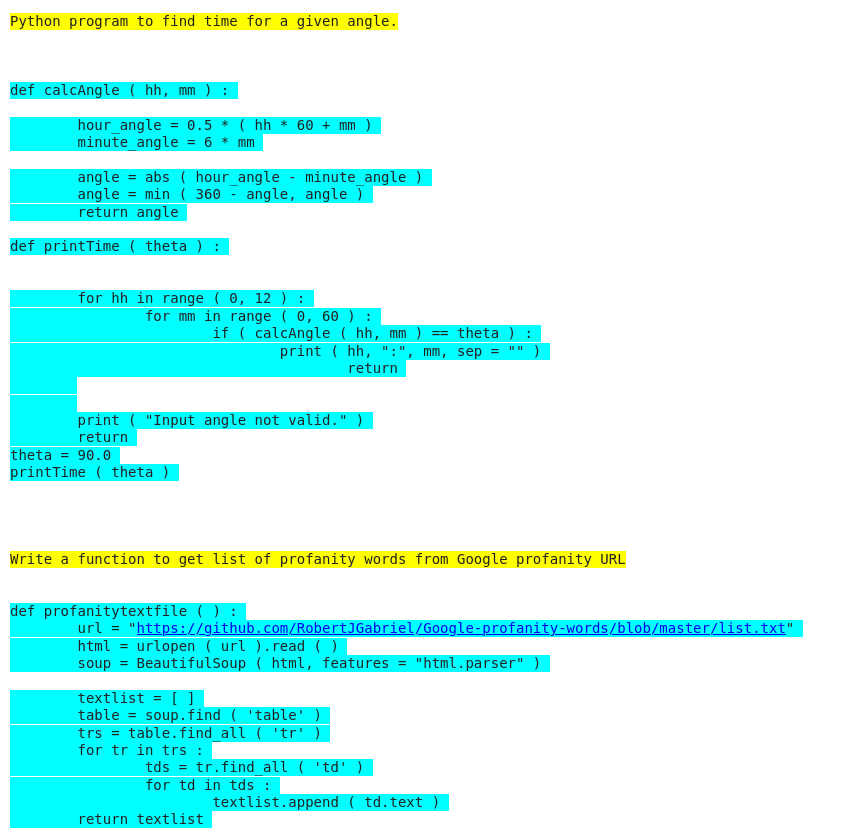 Python program to find time for a given angle.
def calcAngle ( hh, mm ) :
hour_angle = 0.5 * ( hh * 60 + mm )
minute_angle = 6 * mm
angle = abs ( hour_angle - minute_angle )
angle = min ( 360 - angle, angle )
return angle
def printTime ( theta ) :
for hh in range ( 0, 12 ) :
for mm in range ( 0, 60 ) :
if ( calcAngle ( hh, mm ) == theta ) :
print ( hh, ":", mm, sep = "" )
return
print ( "Input angle not valid." )
return
theta = 90.0
printTime ( theta )
Write a function to get list of profanity words from Google profanity URL
def profanitytextfile ( ) :
url = "https://github.com/RobertJGabriel/Google-profanity-words/blob/master/list.txt"
html = urlopen ( url ).read ( )
soup = BeautifulSoup ( html, features = "html.parser" )
textlist = [ ]
table = soup.find ( 'table' )
trs = table.find_all ( 'tr' )
for tr in trs :
tds = tr.find_all ( 'td' )
for td in tds :
textlist.append ( td.text )
return textlist